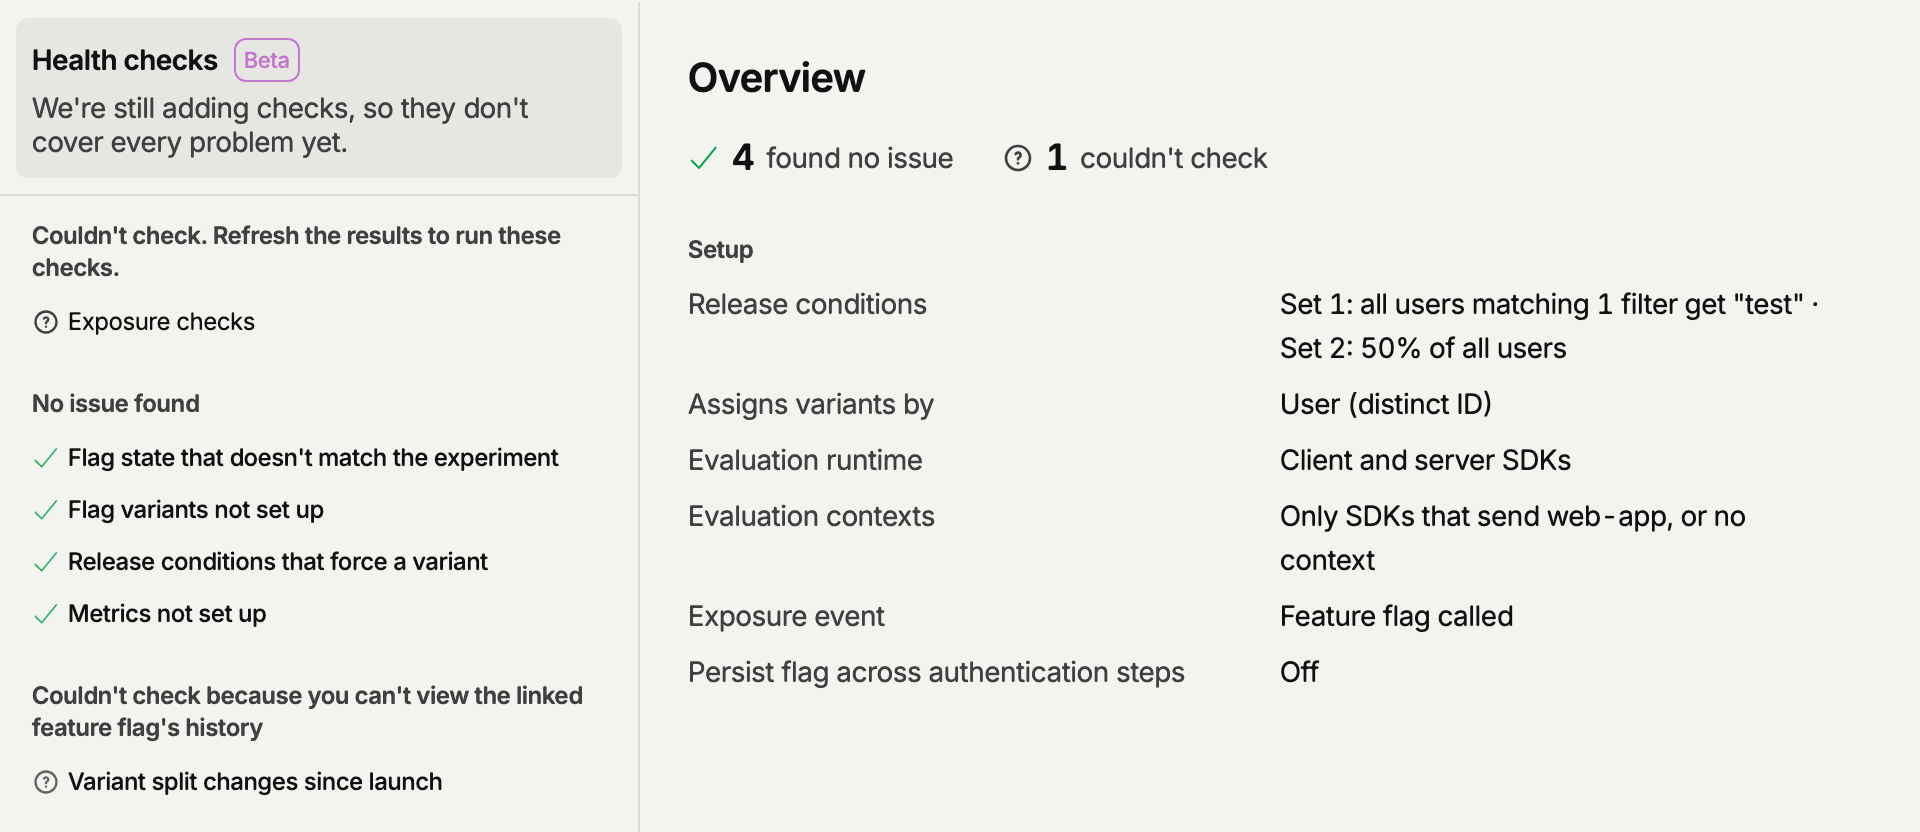 Health checks Beta
We're still adding checks, so they don't
cover every problem yet.
Couldn't check. Refresh the results to run these
checks.
Exposure checks
No issue found
Flag state that doesn't match the experiment
Flag variants not set up
Release conditions that force a variant
Metrics not set up
Couldn't check because you can't view the linked
feature flag's history
Variant split changes since launch
Overview
4 found no issue 1 couldn't check
Setup
Release conditions Set 1: all users matching 1 filter get "test" ·
Set 2: 50% of all users
Assigns variants by User (distinct ID)
Evaluation runtime Client and server SDKs
Evaluation contexts Only SDKs that send web-app, or no
context
Exposure event Feature flag called
Persist flag across authentication steps Off